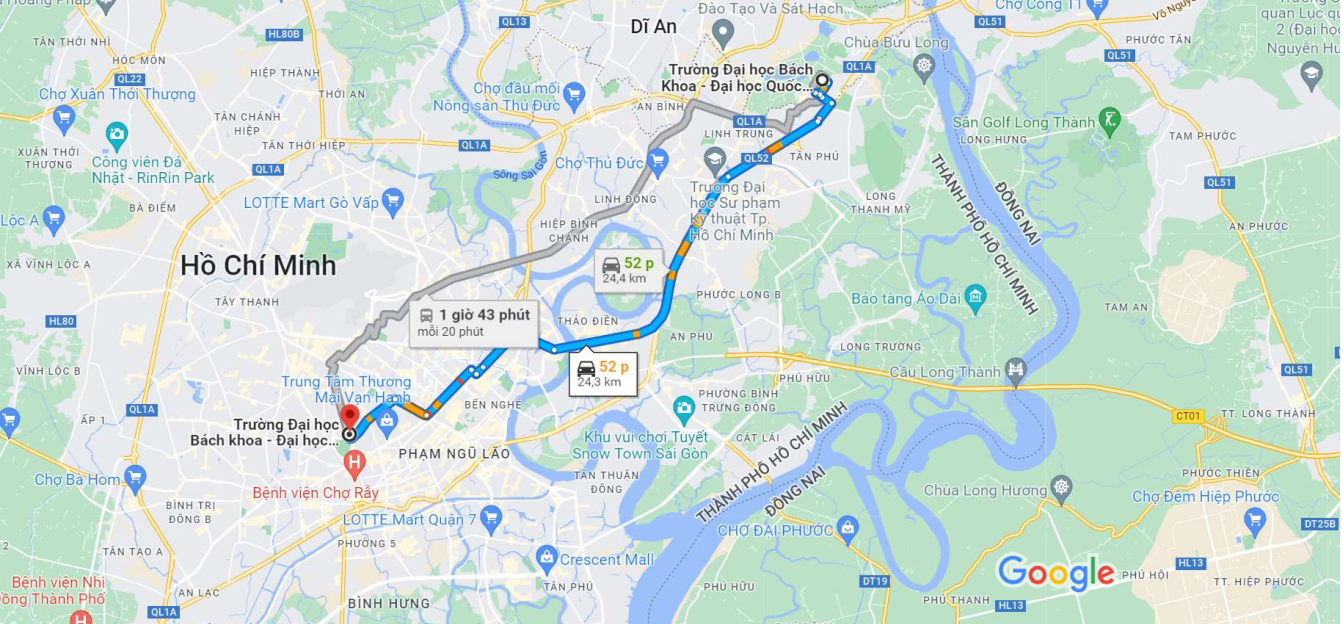 QL13
Dĩ An
Đào Tạo Và Sát Hạch...
Chợ Công 11
QL51
TÂN THỚI NHÌ
HL80B
HÓC MÔN
QL22
HIỆP THÀNH
Chùa Bửu Long
PHƯỚC TÂN
QL51
quan Lục qu
2 (Đại họ
Nguyễn Hu
Chợ Xuân Thới Thượng
THỚI AN
Chợ đầu mối
Nông sản Thủ Đức
Trường Đại học Bách
Khoa - Đại học Quốc...
QL1A
AN BÌNH
TÂN CHÁNH
HIỆP
QL1A
LINH TRUNG
Sân Golf Long Thành
LONG HƯNG
TAM PHƯỚC
XUÂN THỚI
THƯỢNG
TÂN THỚI HIỆP
QL1A
Công viên Đá
Nhật - RinRin Park
QL1A
Sông Sài Gòn
Chợ Thủ Đức
QL52
TÂN PHÚ
QL51
BÀ ĐIỂM
LOTTE Mart Gò Vấp
LINH ĐÔNG
Trường Đại
học Sư phạm
kỹ thuật Tp.
Hồ Chí Minh
LONG
THẠNH MỸ
ĐỒNG NAI
THÀNH PHỐ HỒ CHÍ MINH
Lộc A
HIỆP BÌNH
CHÁNH
AN PHƯỚC
XÃ VĨNH LỘC A
Hồ Chí Minh
52 p
24,4 km
TÂY THẠNH
PHƯỚC LONG B
Bảo tàng Áo Dài
TAM AN
HL80
1 giờ 43 phút
mỗi 20 phút
THẢO ĐIỀN
AN PHÚ
LONG TRƯỜNG
VĨNH LỘC B
52 p
24,3 km
Cầu Long Thành
QL51
PHÚ HỮU
Trung Tâm Thương
Mại Vạn Hạnh
PHƯỜNG BÌNH
TRƯNG ĐÔNG
QL1A
BẾN NGHÉ
CT01
TT. LONG THÀNH
ẤP 1
Trường Đại học
Bách khoa - Đại học...
Khu vui chơi Tuyết
Snow Town Sài Gòn
CÁT LÁI
PHẠM NGŨ LÃO
THÀNH PHỐ HỒ CHÍ MINH
ĐỒNG NAI
Chợ Bà Hom
Bệnh viện Chợ Rẫy
TÂN THUẬN
ĐÔNG
PHƯỚC THIỀN
Chùa Long Hương
Chợ Đêm Hiệp Phước
BÌNH TRỊ
ĐÔNG B
LOTTE Mart Quận 7
CHỢ ĐẠI PHƯỚC
DT25B
PHƯỜNG 5
TÂN TẠO A
Crescent Mall
Google
HL13
Bệnh viện Nhi
Đồng Thành Phố
TÂN PHÚ
PHÚ HỮU
DT19
PHÚ HỘI
TT. HIỆP PHƯỚC
AN LẠC
BÌNH HƯNG
PHÚ THẠNH
HL13
QL1A